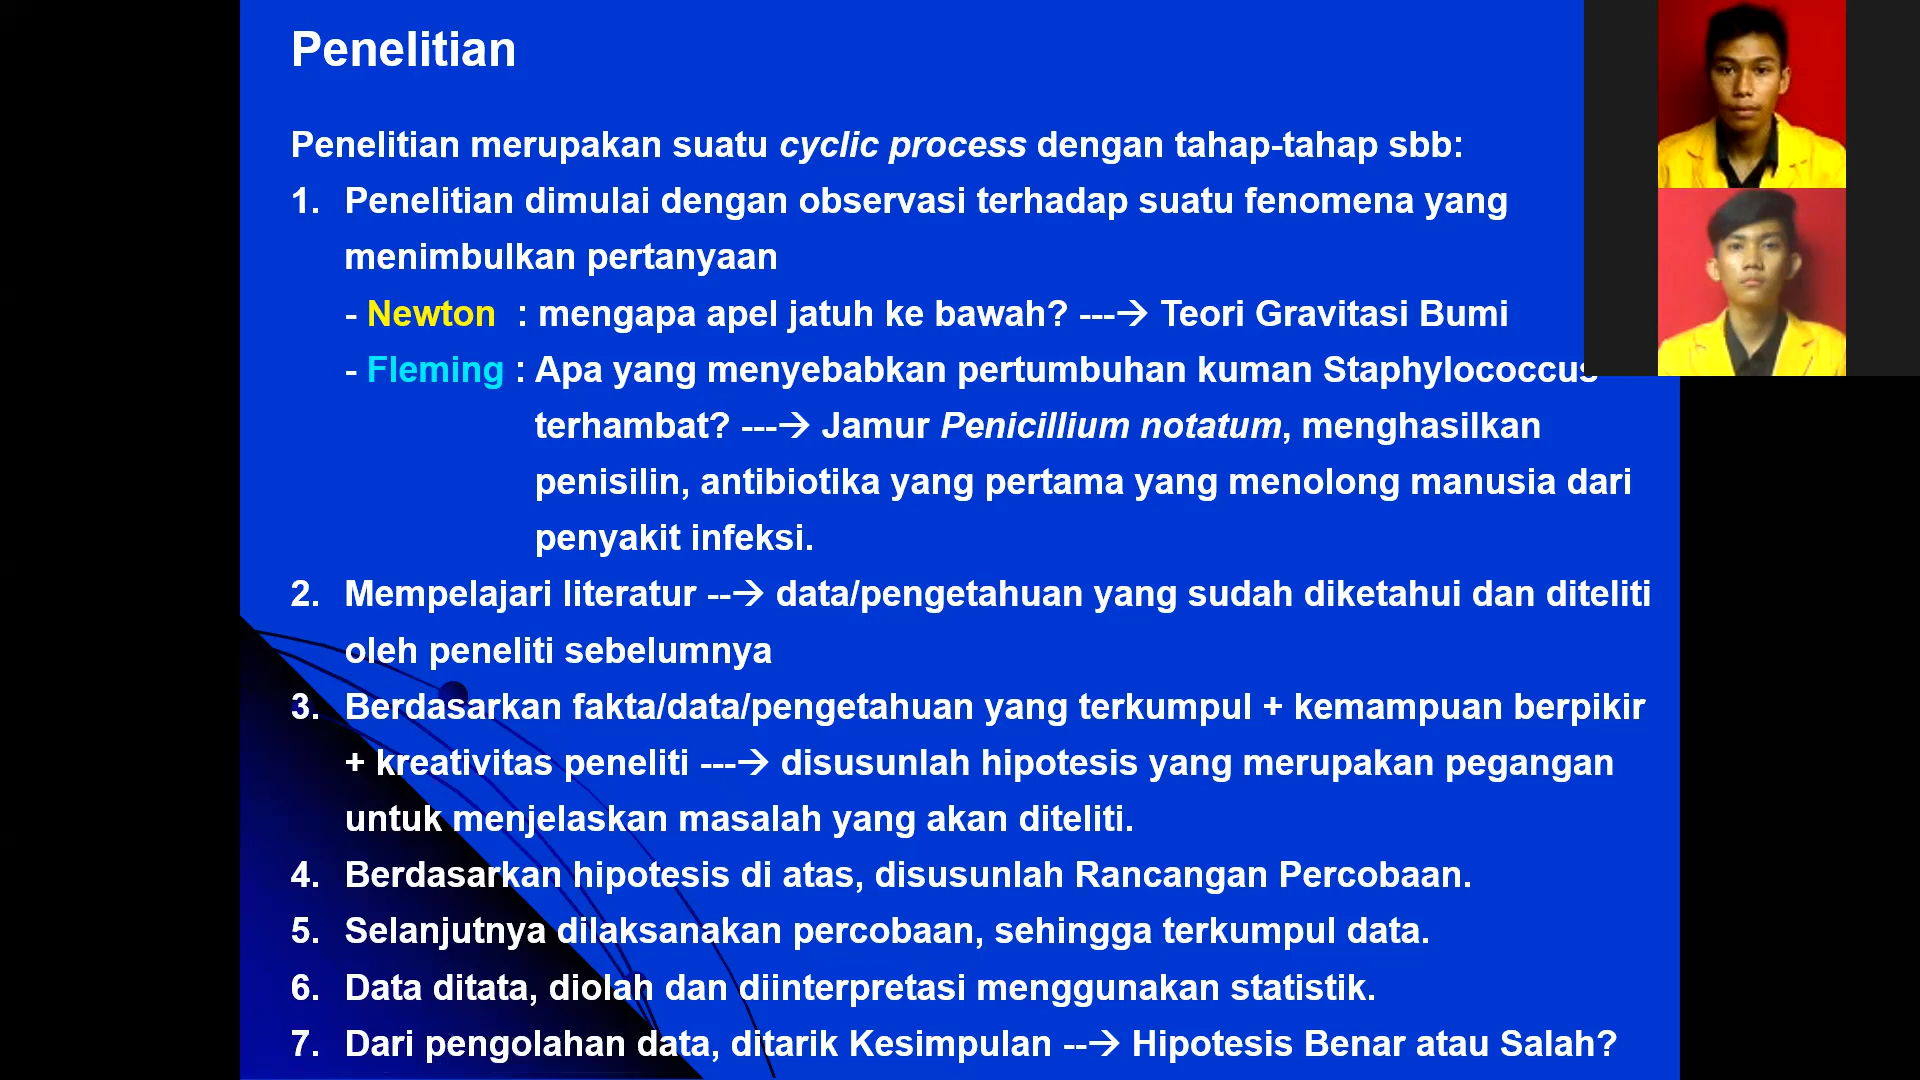 Penelitian
Penelitian merupakan suatu cyclic process dengan tahap-tahap sbb:
1. Penelitian dimulai dengan observasi terhadap suatu fenomena yang
menimbulkan pertanyaan
- Newton : mengapa apel jatuh ke bawah? ---→ Teori Gravitasi Bumi
- Fleming : Apa yang menyebabkan pertumbuhan kuman Staphylococcus
terhambat? ---→ Jamur Penicillium notatum, menghasilkan
penisilin, antibiotika yang pertama yang menolong manusia dari
penyakit infeksi.
2. Mempelajari literatur --→ data/pengetahuan yang sudah diketahui dan diteliti
oleh peneliti sebelumnya
3. Berdasarkan fakta/data/pengetahuan yang terkumpul + kemampuan berpikir
+ kreativitas peneliti ---→ disusunlah hipotesis yang merupakan pegangan
untuk menjelaskan masalah yang akan diteliti.
4. Berdasarkan hipotesis di atas, disusunlah Rancangan Percobaan.
5. Selanjutnya dilaksanakan percobaan, sehingga terkumpul data.
6. Data ditata, diolah dan diinterpretasi menggunakan statistik.
7. Dari pengolahan data, ditarik Kesimpulan --→ Hipotesis Benar atau Salah?